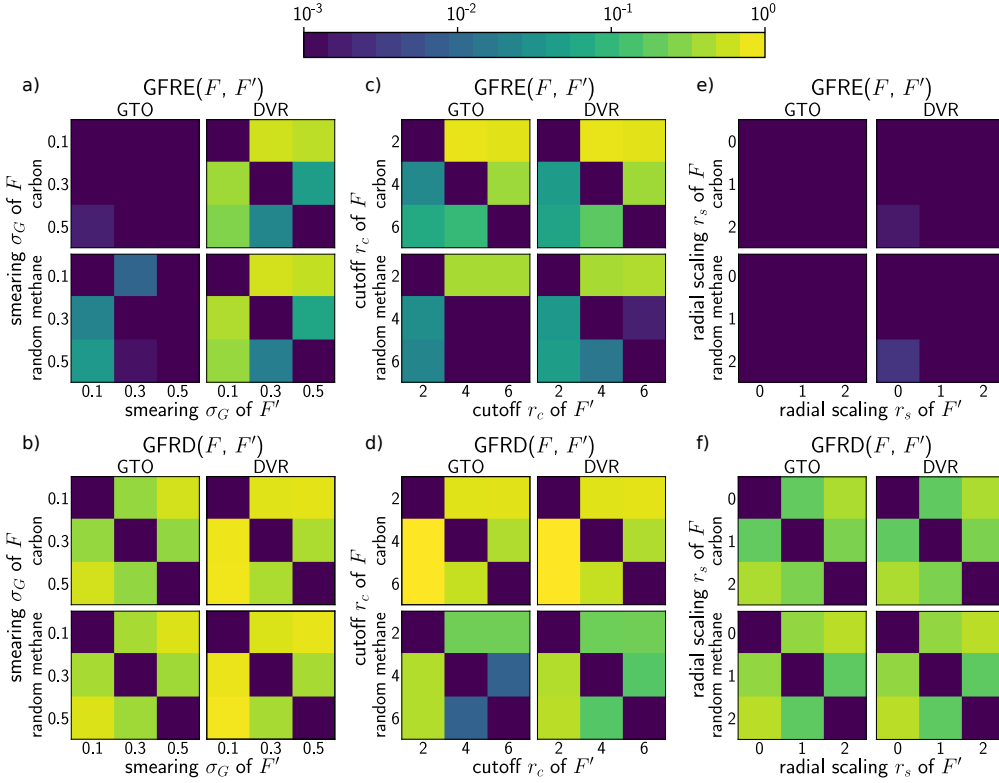 10^{-3} 10^{-2} 10^{-1} 10^{0}
a) GFRE(F, F′)
GTO DVR
smearing σ_G of F
carbon
0.1
0.3
0.5
random methane
0.1
0.3
0.5
0.1 0.3 0.5 0.1 0.3 0.5
smearing σ_G of F′
c) GFRE(F, F′)
GTO DVR
cutoff r_c of F
carbon
2
4
6
random methane
2
4
6
2 4 6 2 4 6
cutoff r_c of F′
e) GFRE(F, F′)
GTO DVR
radial scaling r_s of F
carbon
0
1
2
random methane
0
1
2
0 1 2 0 1 2
radial scaling r_s of F′
b) GFRD(F, F′)
GTO DVR
smearing σ_G of F
carbon
0.1
0.3
0.5
random methane
0.1
0.3
0.5
0.1 0.3 0.5 0.1 0.3 0.5
smearing σ_G of F′
d) GFRD(F, F′)
GTO DVR
cutoff r_c of F
carbon
2
4
6
random methane
2
4
6
2 4 6 2 4 6
cutoff r_c of F′
f) GFRD(F, F′)
GTO DVR
radial scaling r_s of F
carbon
0
1
2
random methane
0
1
2
0 1 2 0 1 2
radial scaling r_s of F′